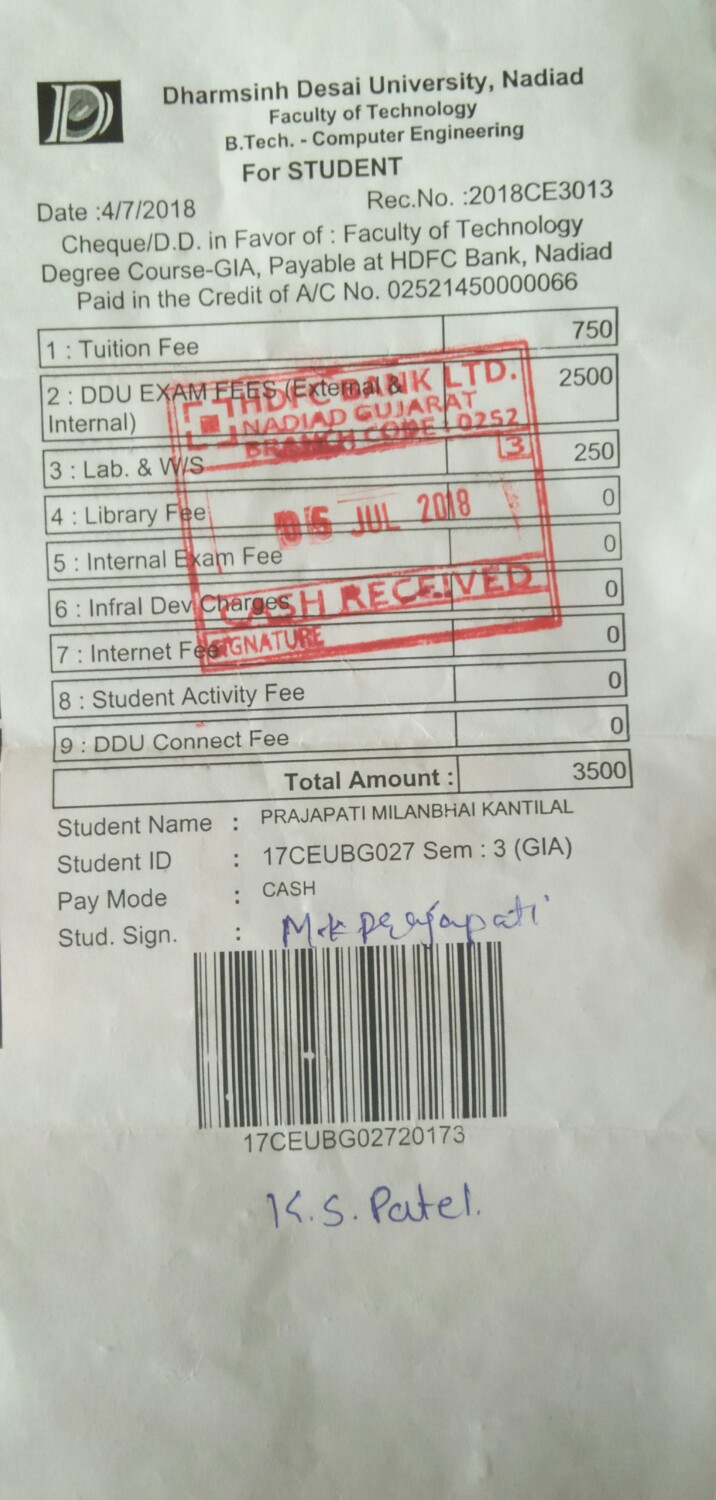 Dharmsinh Desai University, Nadiad
Faculty of Technology
B.Tech. - Computer Engineering
For STUDENT
Date :4/7/2018 Rec.No. :2018CE3013
Cheque/D.D. in Favor of : Faculty of Technology
Degree Course-GIA, Payable at HDFC Bank, Nadiad
Paid in the Credit of A/C No. 02521450000066
1 : Tuition Fee 750
2 : DDU EXAM FEES (External & 2500
Internal)
3 : Lab. & W/S 250
4 : Library Fee 0
5 : Internal Exam Fee 0
6 : Infral Dev Charges 0
7 : Internet Fee 0
8 : Student Activity Fee 0
9 : DDU Connect Fee 0
Total Amount : 3500
HDFC BANK LTD.
NADIAD GUJARAT
BRANCH CODE : 0252
3
05 JUL 2018
CASH RECEIVED
SIGNATURE
Student Name : PRAJAPATI MILANBHAI KANTILAL
Student ID : 17CEUBG027 Sem : 3 (GIA)
Pay Mode : CASH
Stud. Sign. : M.k prajapati
17CEUBG02720173
K.S. Patel.